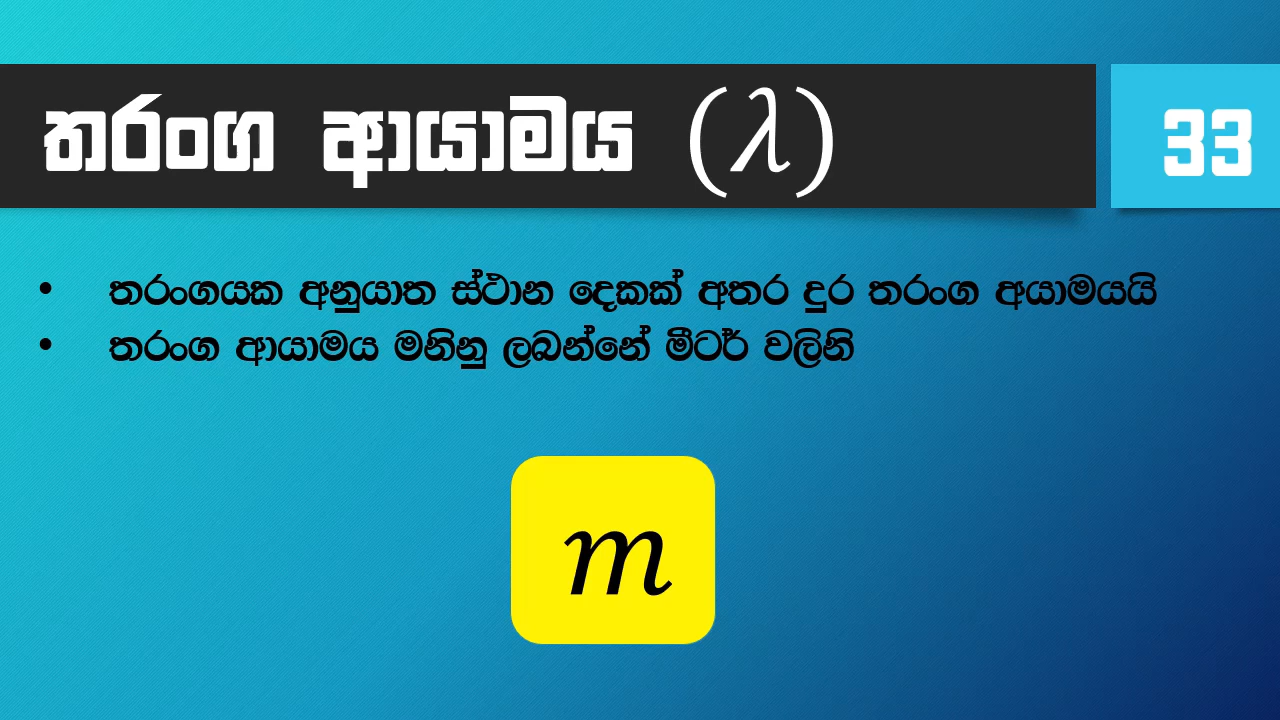 තරංග ආයාමය (λ)
33
• තරංගයක අනුයාත ස්ථාන දෙකක් අතර දුර තරංග අයාමයයි
• තරංග ආයාමය මනිනු ලබන්නේ මීටර් වලිනි
m